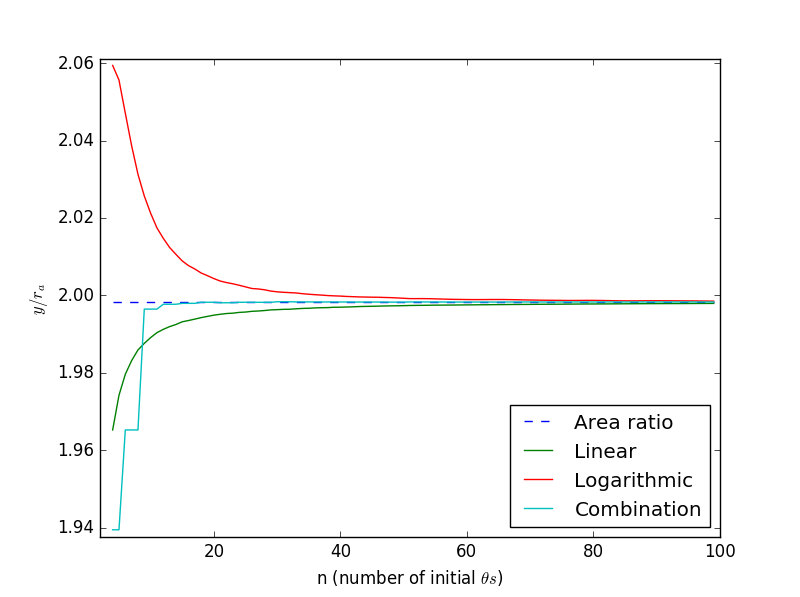 2.06
2.04
2.02
2.00
1.98
1.96
1.94
y/r_a
20
40
60
80
100
n (number of initial θs)
Area ratio
Linear
Logarithmic
Combination